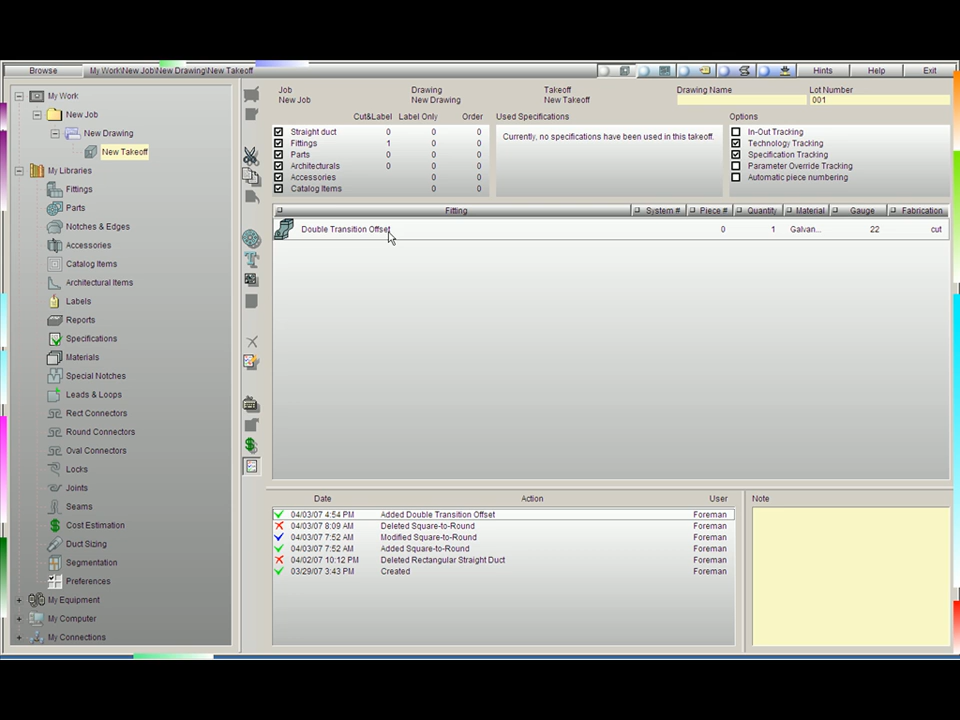 Browse My Work\New Job\New Drawing\New Takeoff Hints Help Exit
My Work
New Job
New Drawing
New Takeoff
My Libraries
Fittings
Parts
Notches & Edges
Accessories
Catalog Items
Architectural Items
Labels
Reports
Specifications
Materials
Special Notches
Leads & Loops
Rect Connectors
Round Connectors
Oval Connectors
Locks
Joints
Seams
Cost Estimation
Duct Sizing
Segmentation
Preferences
My Equipment
My Computer
My Connections
Job Drawing Takeoff Drawing Name Lot Number
New Job New Drawing New Takeoff 001
Cut&Label Label Only Order
Straight duct 0 0 0
Fittings 1 0 0
Parts 0 0 0
Architecturals 0 0 0
Accessories 0 0
Catalog Items 0 0
Used Specifications
Currently, no specifications have been used in this takeoff.
Options
In-Out Tracking
Technology Tracking
Specification Tracking
Parameter Override Tracking
Automatic piece numbering
Fitting System # Piece # Quantity Material Gauge Fabrication
Double Transition Offset 0 1 Galvan... 22 cut
Date Action User
04/03/07 4:54 PM Added Double Transition Offset Foreman
04/03/07 8:09 AM Deleted Square-to-Round Foreman
04/03/07 7:52 AM Modified Square-to-Round Foreman
04/03/07 7:52 AM Added Square-to-Round Foreman
04/02/07 10:12 PM Deleted Rectangular Straight Duct Foreman
03/29/07 3:43 PM Created Foreman
Note